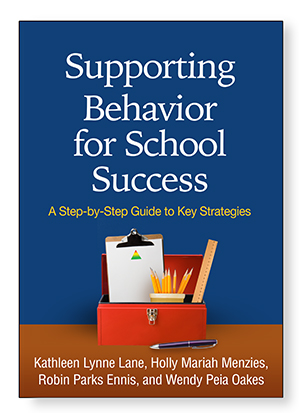 Supporting
Behavior
for School
Success
A Step-by-Step Guide to Key Strategies
Kathleen Lynne Lane, Holly Mariah Menzies,
Robin Parks Ennis, and Wendy Peia Oakes